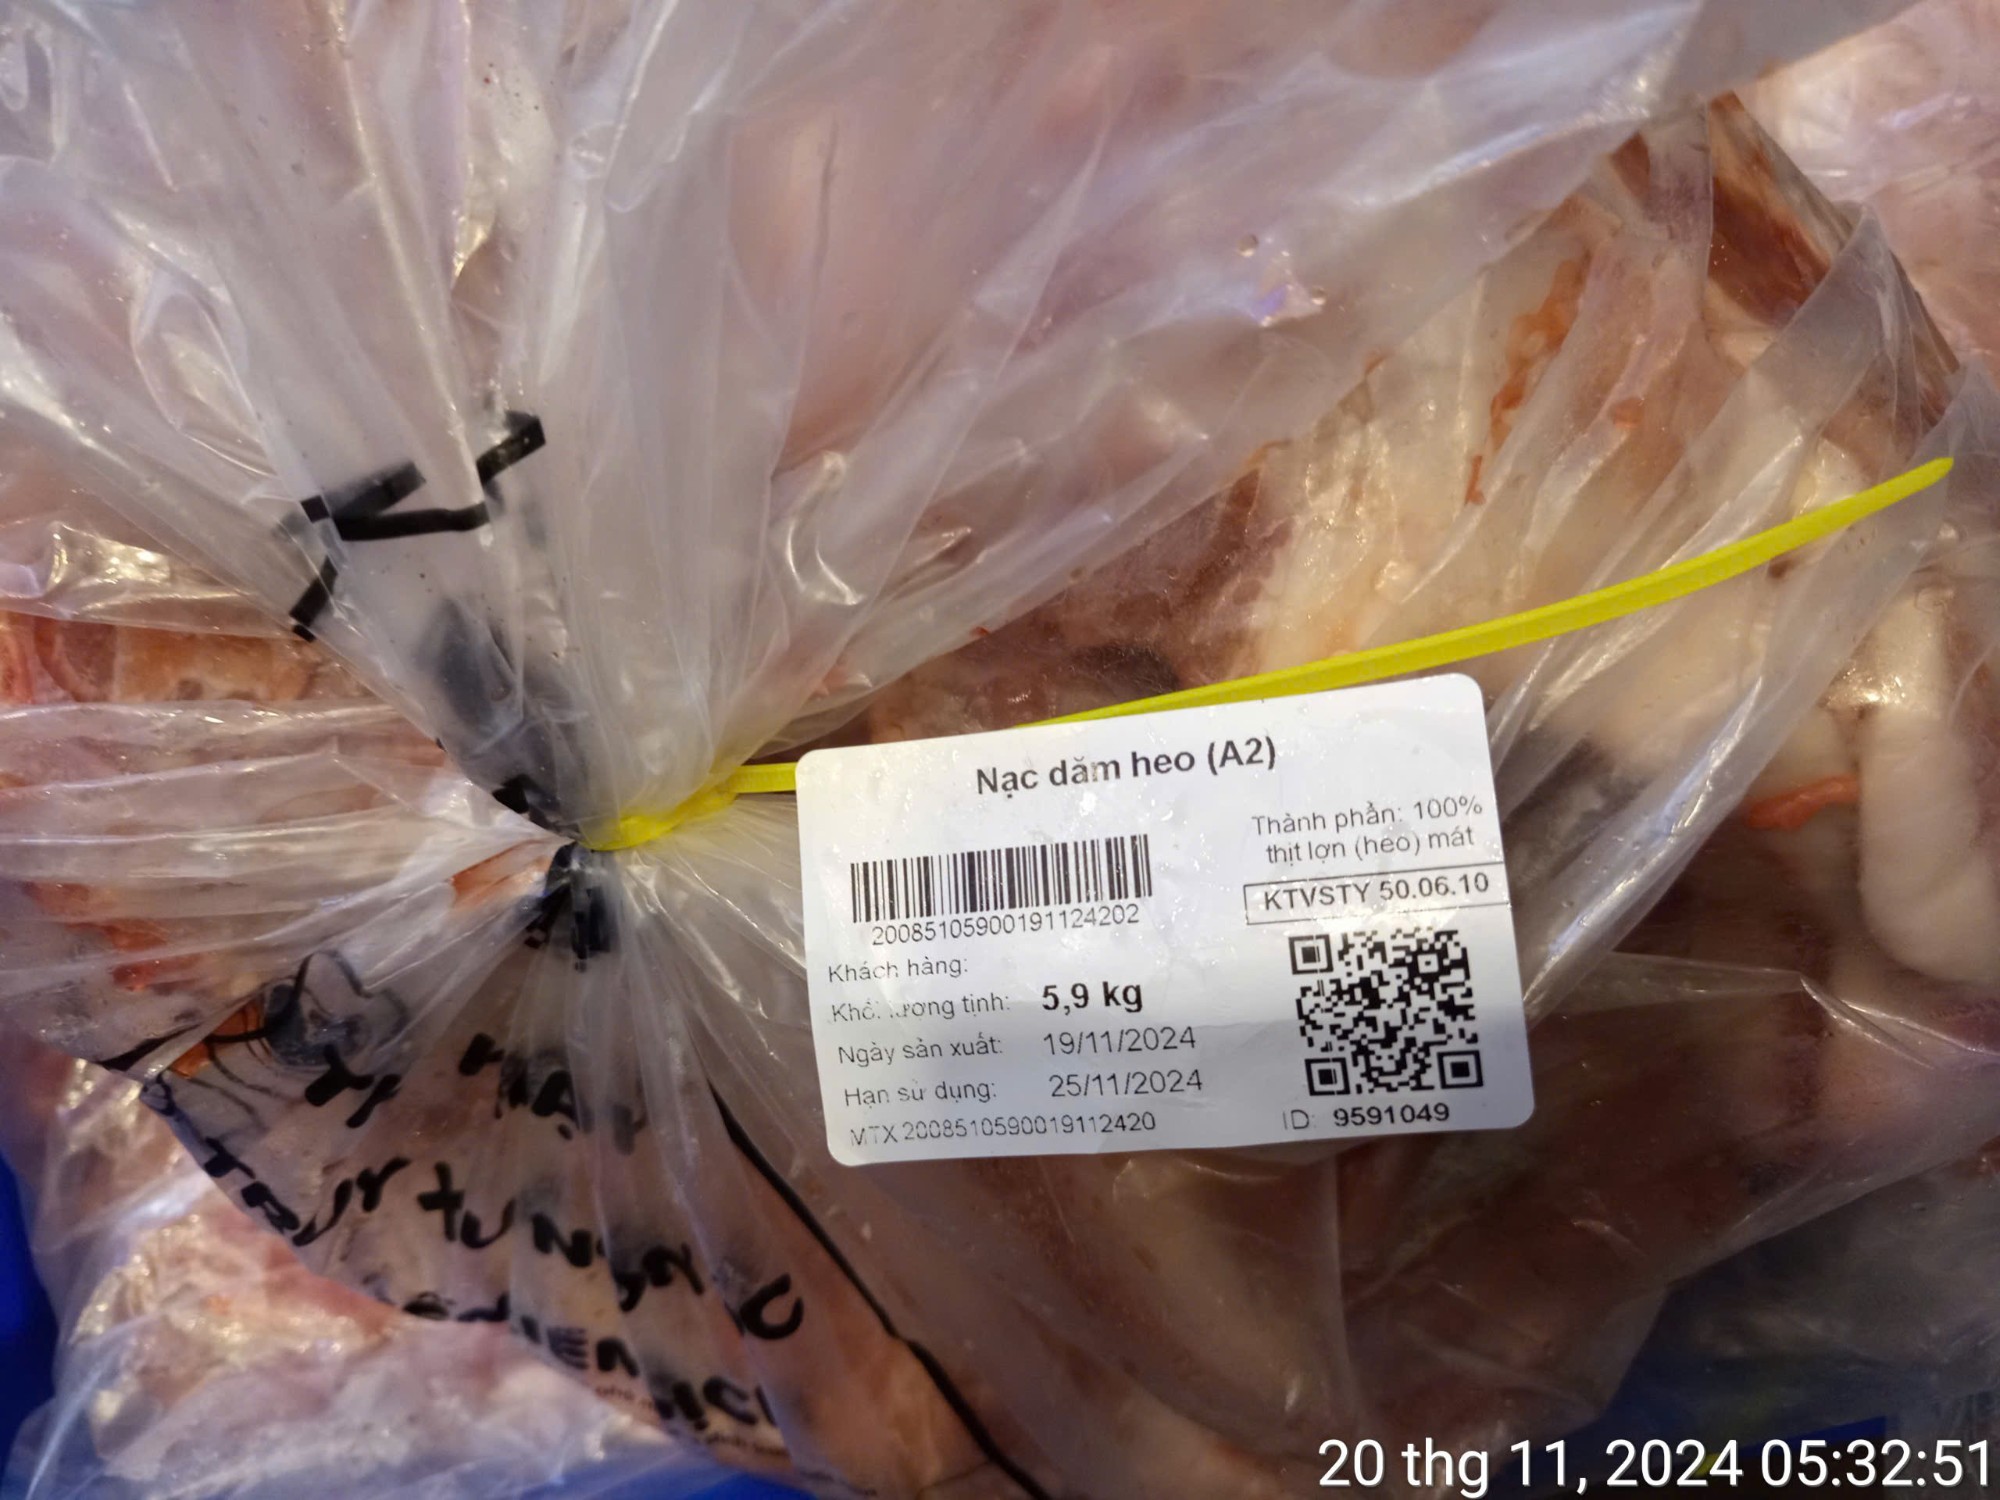 Nạc dăm heo (A2)
Thành phần: 100%
thịt lợn (heo) mát
KTVSTY 50.06.10
20085105900191124202
Khách hàng:
Khối lượng tịnh: 5,9 kg
Ngày sản xuất: 19/11/2024
Hạn sử dụng: 25/11/2024
MTX 2008510590019112420
ID: 9591049
20 thg 11, 2024 05:32:51